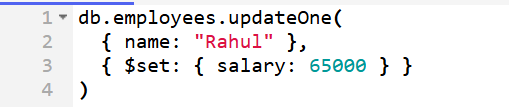 1 db.employees.updateOne(
2   { name: "Rahul" },
3   { $set: { salary: 65000 } }
4 )